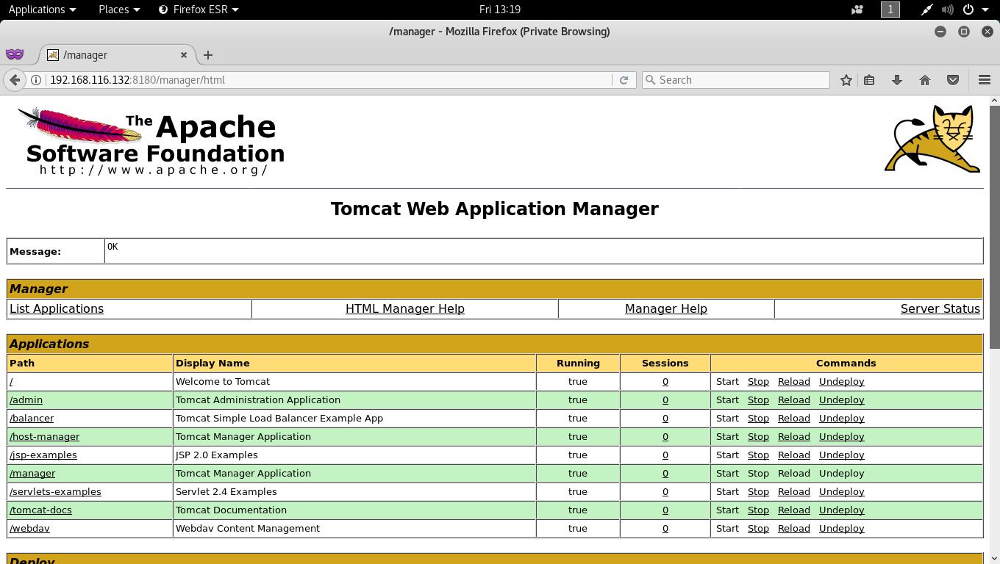 Applications Places Firefox ESR Fri 13:19 1
/manager - Mozilla Firefox (Private Browsing)
/manager
192.168.116.132:8180/manager/html Search
The Apache
Software Foundation
http://www.apache.org/
Tomcat Web Application Manager
Message: OK
Manager
List Applications HTML Manager Help Manager Help Server Status
Applications
Path Display Name Running Sessions Commands
/ Welcome to Tomcat true 0 Start Stop Reload Undeploy
/admin Tomcat Administration Application true 0 Start Stop Reload Undeploy
/balancer Tomcat Simple Load Balancer Example App true 0 Start Stop Reload Undeploy
/host-manager Tomcat Manager Application true 0 Start Stop Reload Undeploy
/jsp-examples JSP 2.0 Examples true 0 Start Stop Reload Undeploy
/manager Tomcat Manager Application true 0 Start Stop Reload Undeploy
/servlets-examples Servlet 2.4 Examples true 0 Start Stop Reload Undeploy
/tomcat-docs Tomcat Documentation true 0 Start Stop Reload Undeploy
/webdav Webdav Content Management true 0 Start Stop Reload Undeploy
Deploy